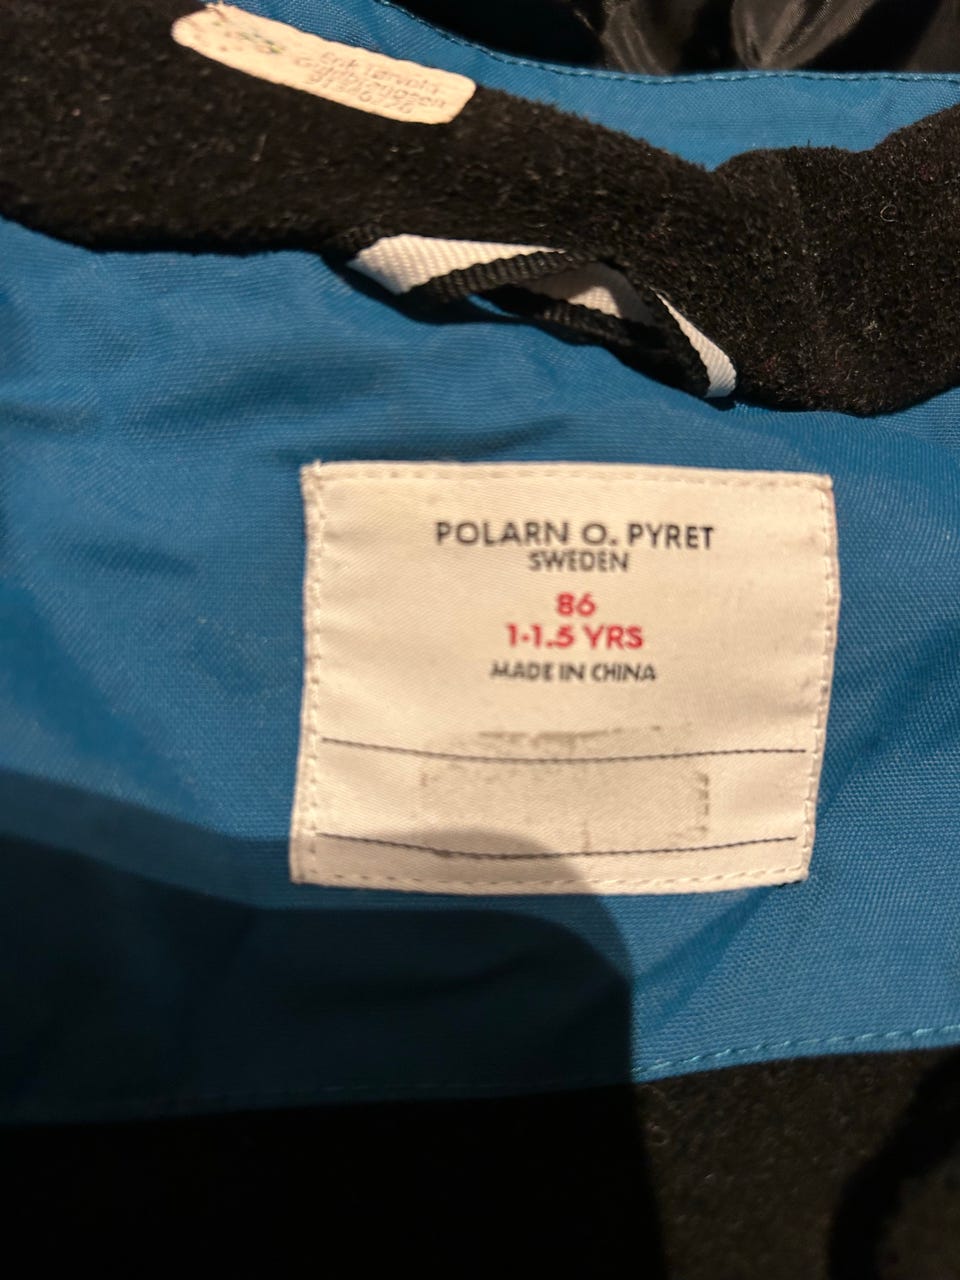 POLARN O. PYRET
SWEDEN
86
1-1.5 YRS
MADE IN CHINA